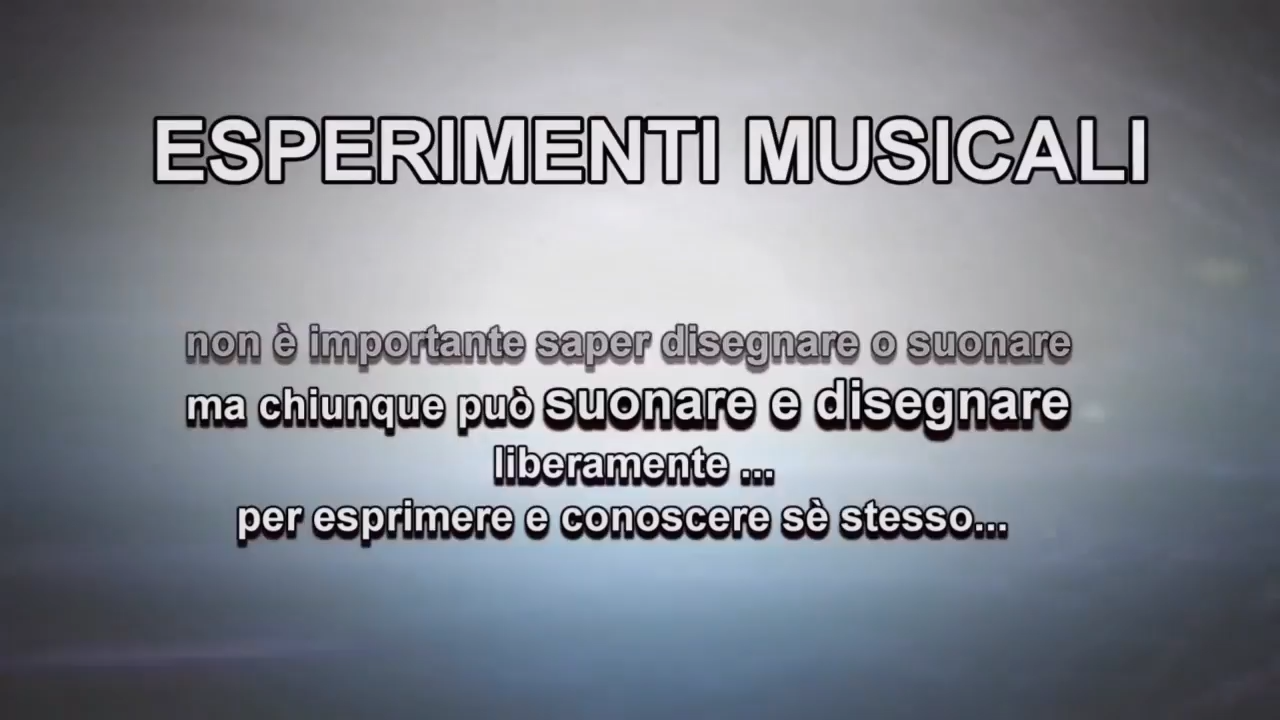 ESPERIMENTI MUSICALI
non è importante saper disegnare o suonare
ma chiunque può suonare e disegnare
liberamente ...
per esprimere e conoscere sè stesso...